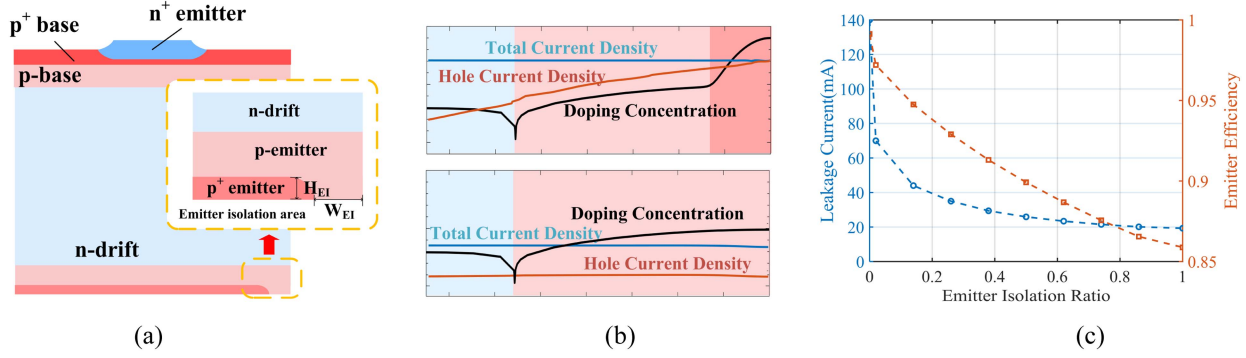 (a)
p+ base
n+ emitter
p-base
n-drift
p-emitter
p+ emitter
HEI
WEI
Emitter isolation area
n-drift
(b)
Total Current Density
Hole Current Density
Doping Concentration
Doping Concentration
Total Current Density
Hole Current Density
(c)
Leakage Current(mA)
140
120
100
80
60
40
20
0
0
0.2
0.4
0.6
0.8
1
Emitter Isolation Ratio
1
0.95
0.9
0.85
Emitter Efficiency